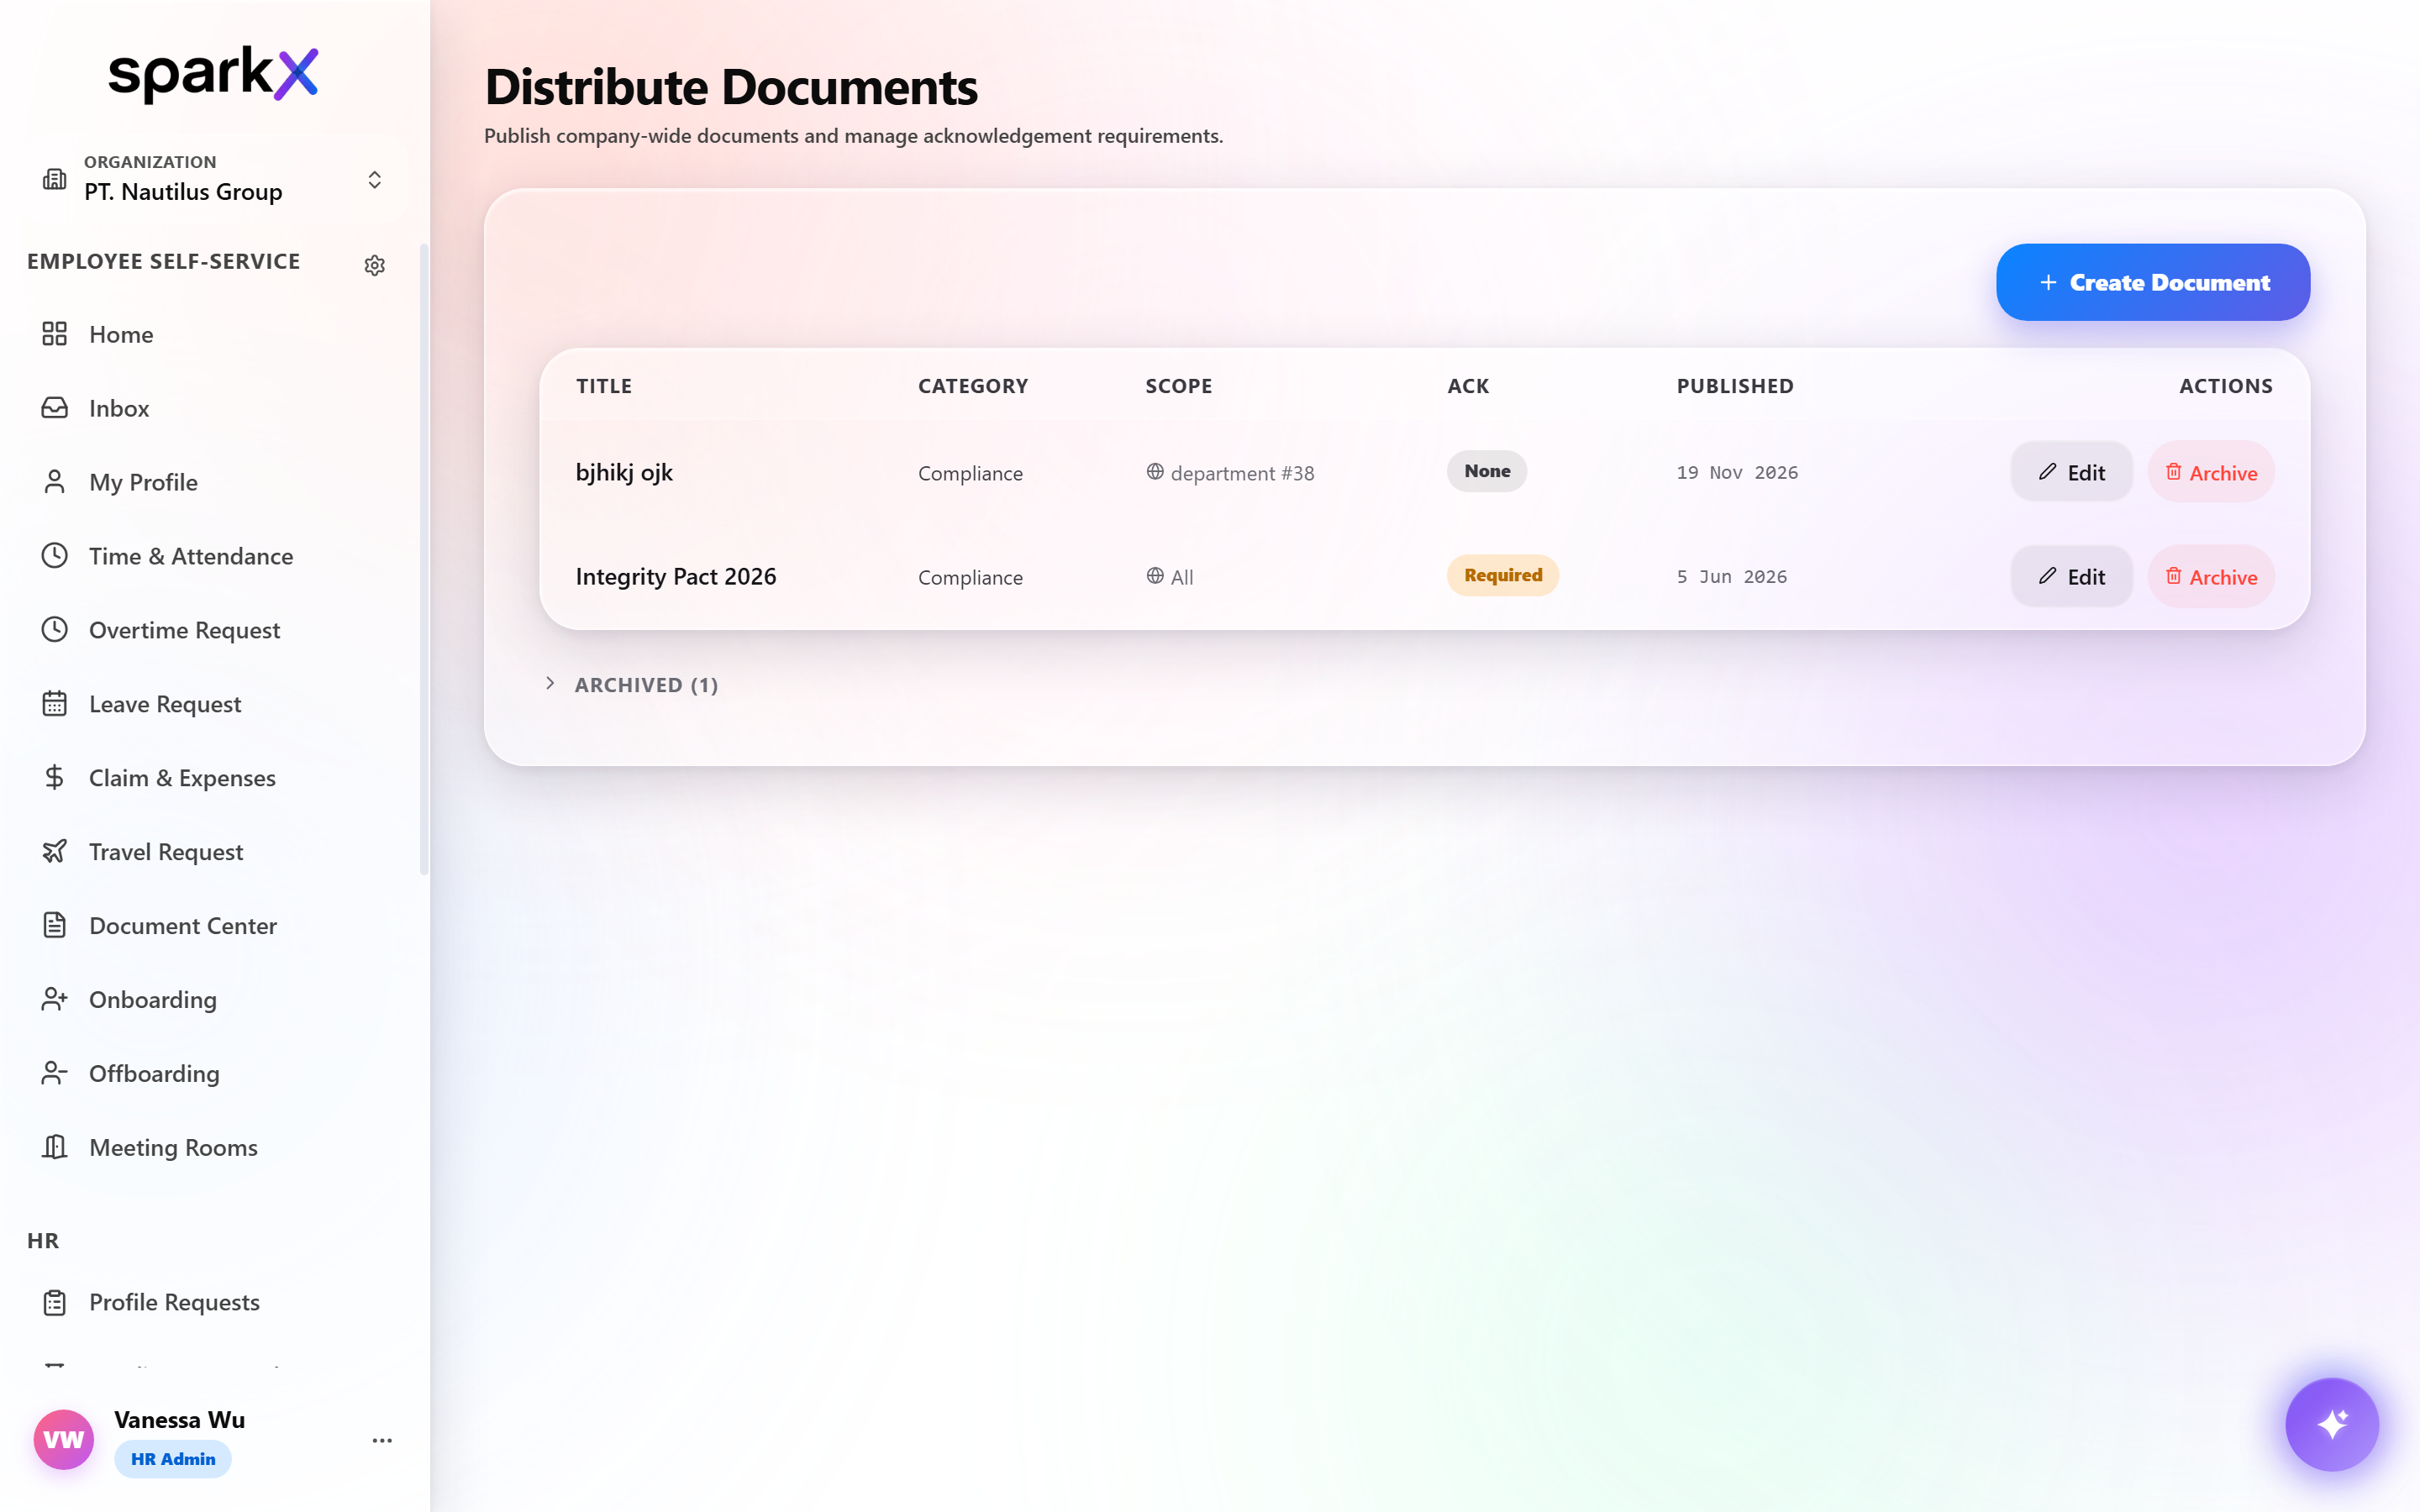 sparkX
ORGANIZATION
PT. Nautilus Group
EMPLOYEE SELF-SERVICE
Home
Inbox
My Profile
Time & Attendance
Overtime Request
Leave Request
Claim & Expenses
Travel Request
Document Center
Onboarding
Offboarding
Meeting Rooms
HR
Profile Requests
VW
Vanessa Wu
HR Admin
Distribute Documents
Publish company-wide documents and manage acknowledgement requirements.
+ Create Document
TITLE CATEGORY SCOPE ACK PUBLISHED ACTIONS
bjhikj ojk Compliance department #38 None 19 Nov 2026 Edit Archive
Integrity Pact 2026 Compliance All Required 5 Jun 2026 Edit Archive
ARCHIVED (1)